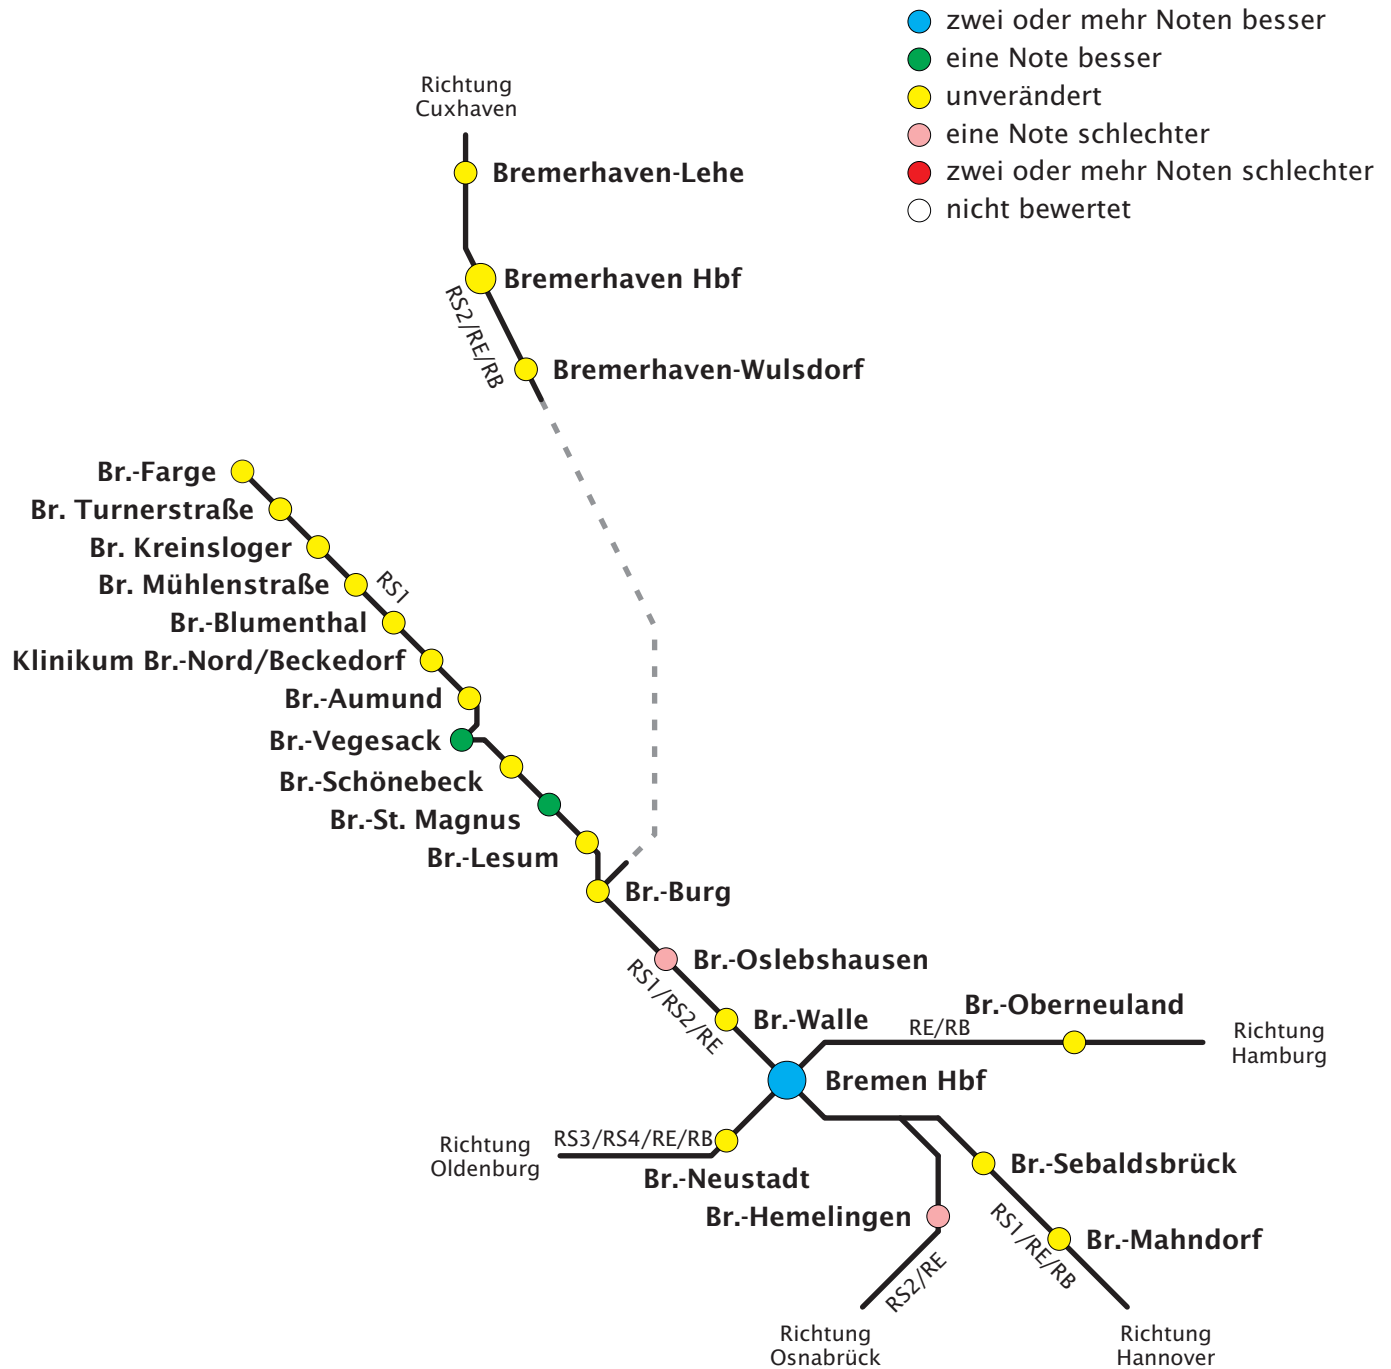 zwei oder mehr Noten besser
eine Note besser
unverändert
eine Note schlechter
zwei oder mehr Noten schlechter
nicht bewertet
Richtung
Cuxhaven
Bremerhaven-Lehe
Bremerhaven Hbf
RS2/RE/RB
Bremerhaven-Wulsdorf
Br.-Farge
Br. Turnerstraße
Br. Kreinsloger
Br. Mühlenstraße
RS1
Br.-Blumenthal
Klinikum Br.-Nord/Beckedorf
Br.-Aumund
Br.-Vegesack
Br.-Schönebeck
Br.-St. Magnus
Br.-Lesum
Br.-Burg
Br.-Oslebshausen
RS1/RS2/RE
Br.-Walle
Br.-Oberneuland
RE/RB
Richtung
Hamburg
Bremen Hbf
RS3/RS4/RE/RB
Richtung
Oldenburg
Br.-Neustadt
Br.-Sebaldsbrück
Br.-Hemelingen
RS1/RE/RB
Br.-Mahndorf
RS2/RE
Richtung
Osnabrück
Richtung
Hannover